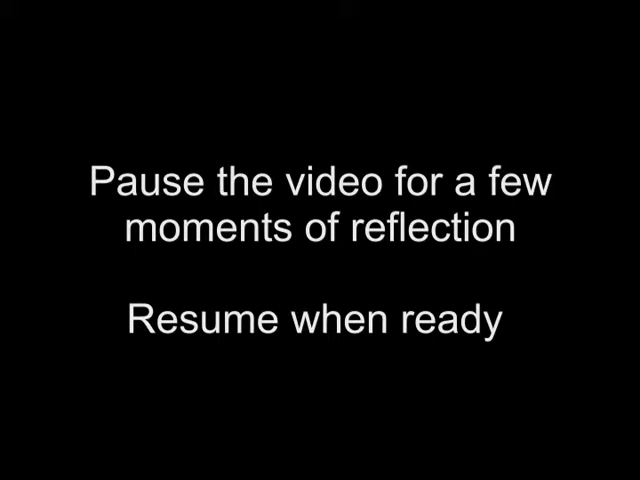 Pause the video for a few
moments of reflection
Resume when ready